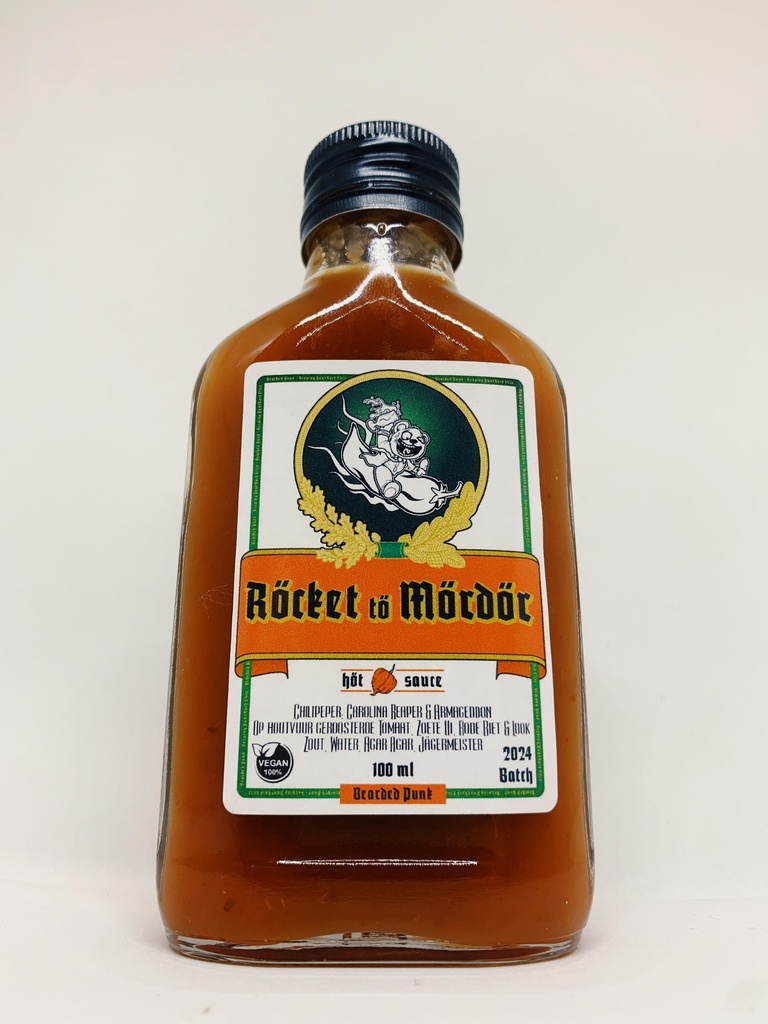 Röcket tö Mördör
höt sauce
Chilipeper, Carolina Reaper & Armageddon
Op houtvuur geroosterde Tomaat, Zoete Ui, Rode Biet & Look
Zout, Water, Agar Agar, Jägermeister
VEGAN
100%
100 ml
2024
Batch
Bearded Punk